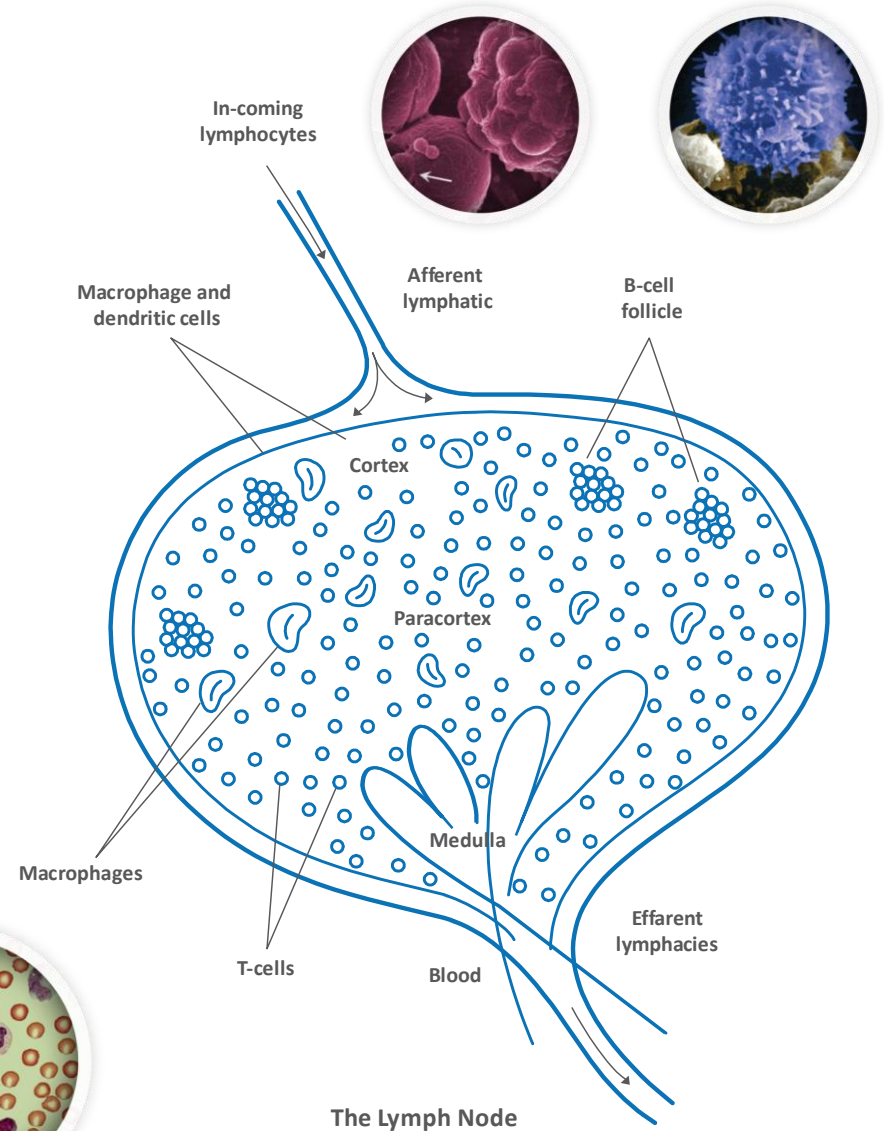 In-coming
lymphocytes
Afferent
lymphatic
Macrophage and
dendritic cells
B-cell
follicle
Cortex
Paracortex
Medulla
Macrophages
T-cells
Blood
Effarent
lymphacies
The Lymph Node